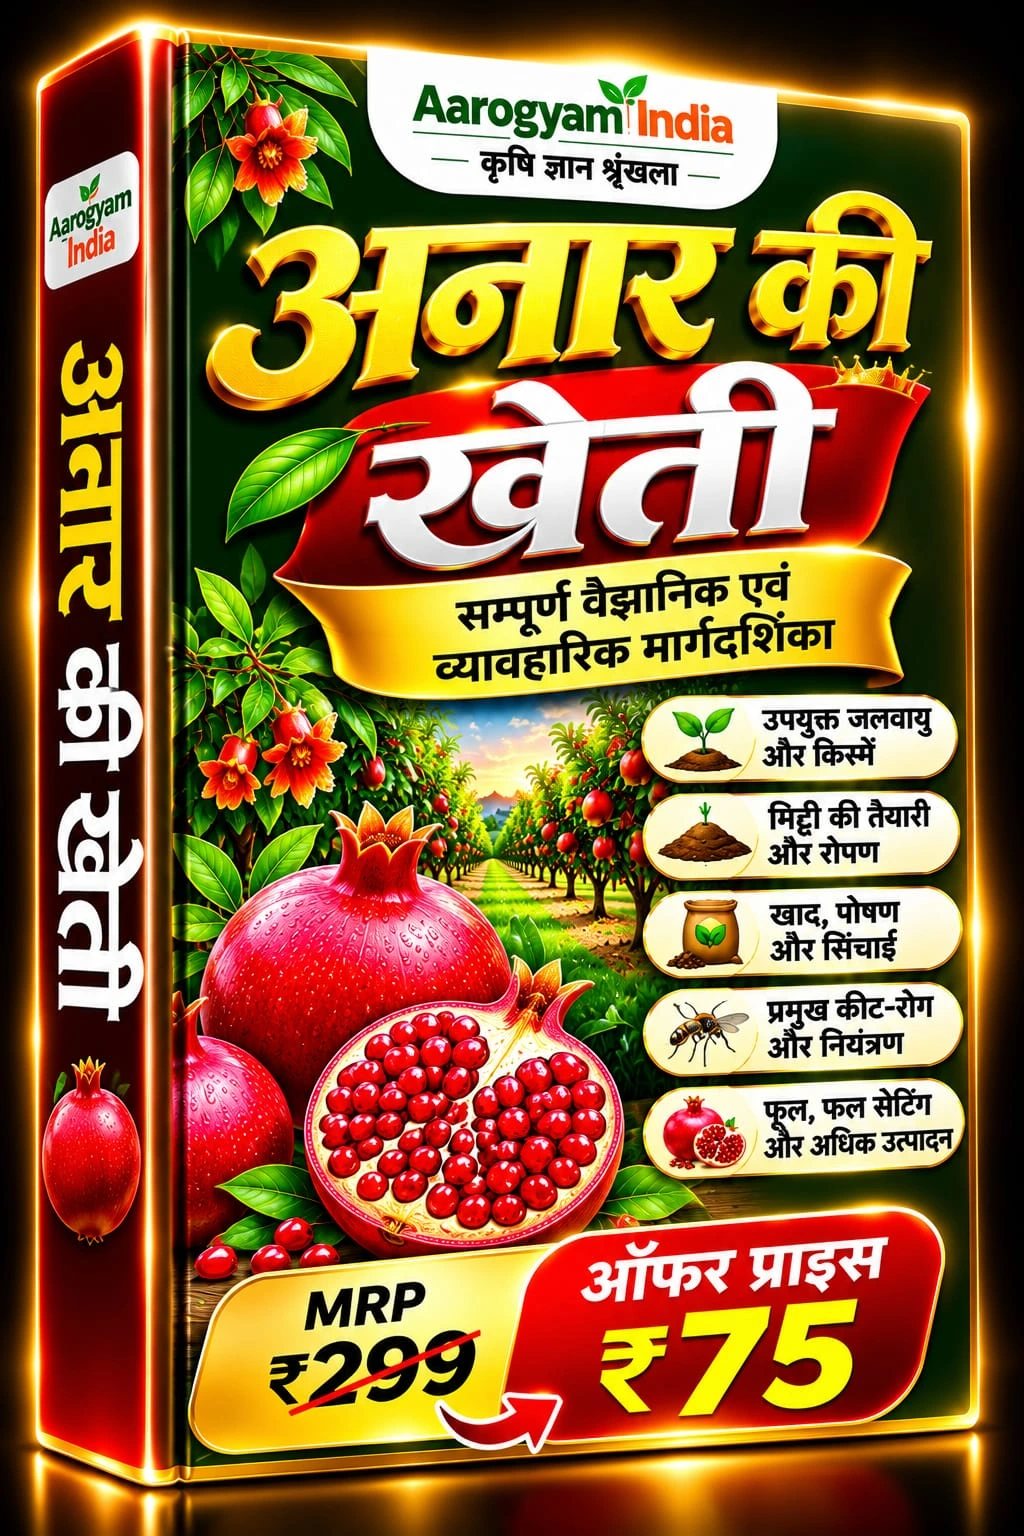 Aarogyam India
कृषि ज्ञान श्रृंखला
अनार की
खेती
सम्पूर्ण वैज्ञानिक एवं
व्यावहारिक मार्गदर्शिका
उपयुक्त जलवायु
और किस्में
मिट्टी की तैयारी
और रोपण
खाद, पोषण
और सिंचाई
प्रमुख कीट-रोग
और नियंत्रण
फूल, फल सेटिंग
और अधिक उत्पादन
MRP
₹299
ऑफर प्राइस
₹75
Aarogyam
India
अनार की खेती